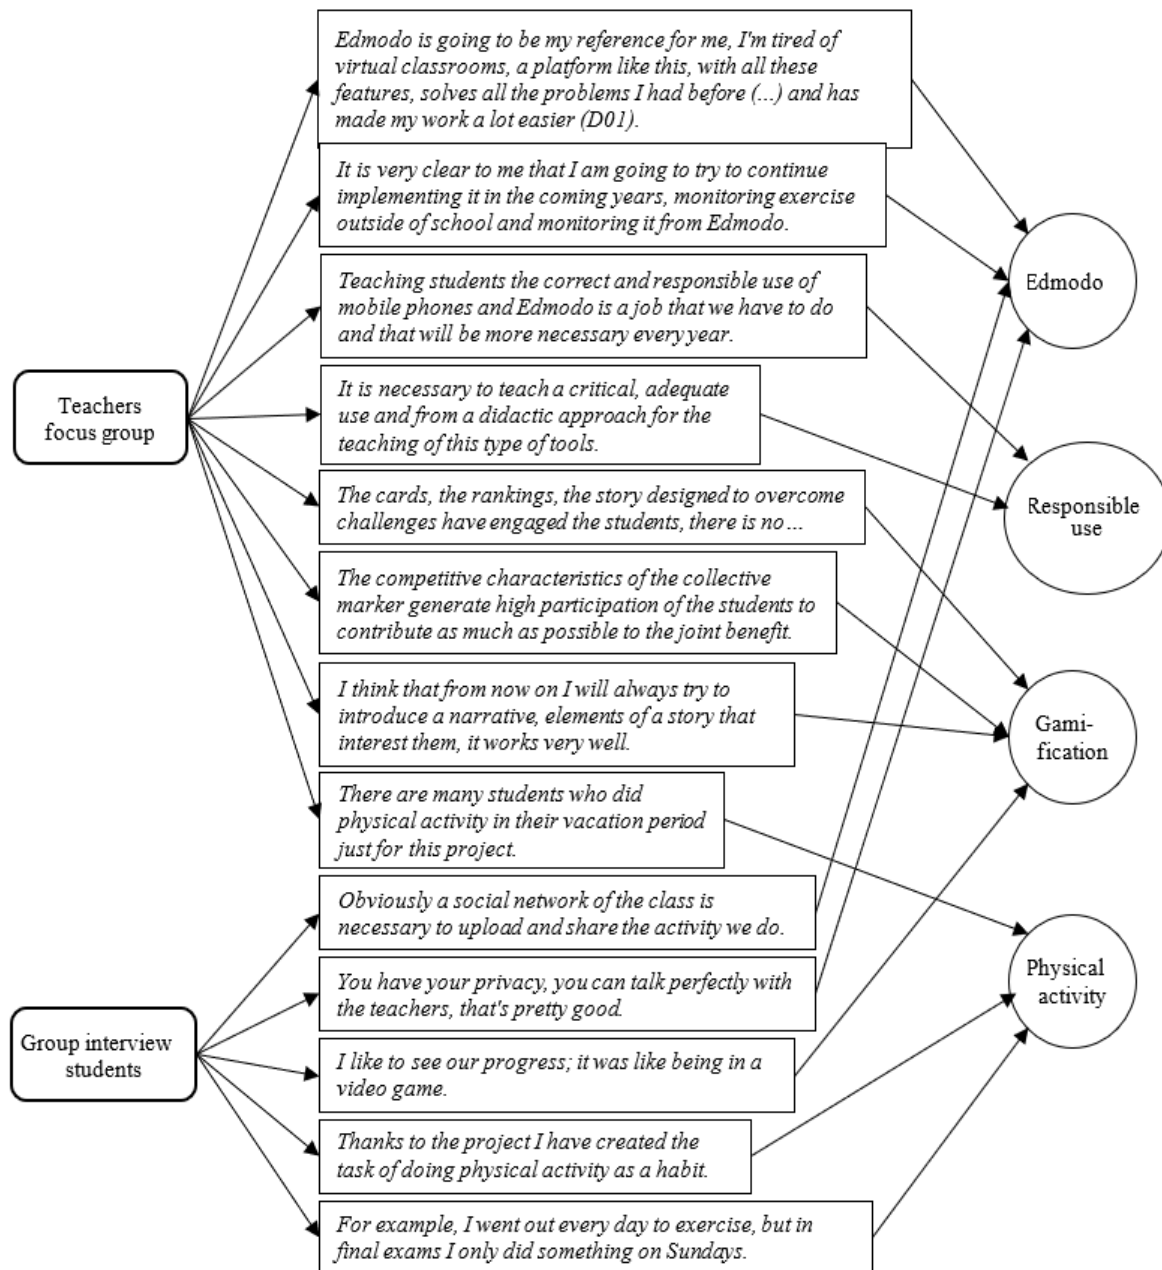 Edmodo is going to be my reference for me, I'm tired of
virtual classrooms, a platform like this, with all these
features, solves all the problems I had before (...) and has
made my work a lot easier (D01).
It is very clear to me that I am going to try to continue
implementing it in the coming years, monitoring exercise
outside of school and monitoring it from Edmodo.
Teaching students the correct and responsible use of
mobile phones and Edmodo is a job that we have to do
and that will be more necessary every year.
It is necessary to teach a critical, adequate
use and from a didactic approach for the
teaching of this type of tools.
The cards, the rankings, the story designed to overcome
challenges have engaged the students, there is no ...
The competitive characteristics of the collective
marker generate high participation of the students to
contribute as much as possible to the joint benefit.
I think that from now on I will always try to
introduce a narrative, elements of a story that
interest them, it works very well.
There are many students who did
physical activity in their vacation period
just for this project.
Obviously a social network of the class is
necessary to upload and share the activity we do.
You have your privacy, you can talk perfectly with
the teachers, that's pretty good.
I like to see our progress; it was like being in a
video game.
Thanks to the project I have created the
task of doing physical activity as a habit.
For example, I went out every day to exercise, but in
final exams I only did something on Sundays.
Teachers
focus group
Group interview
students
Edmodo
Responsible
use
Gami-
fication
Physical
activity